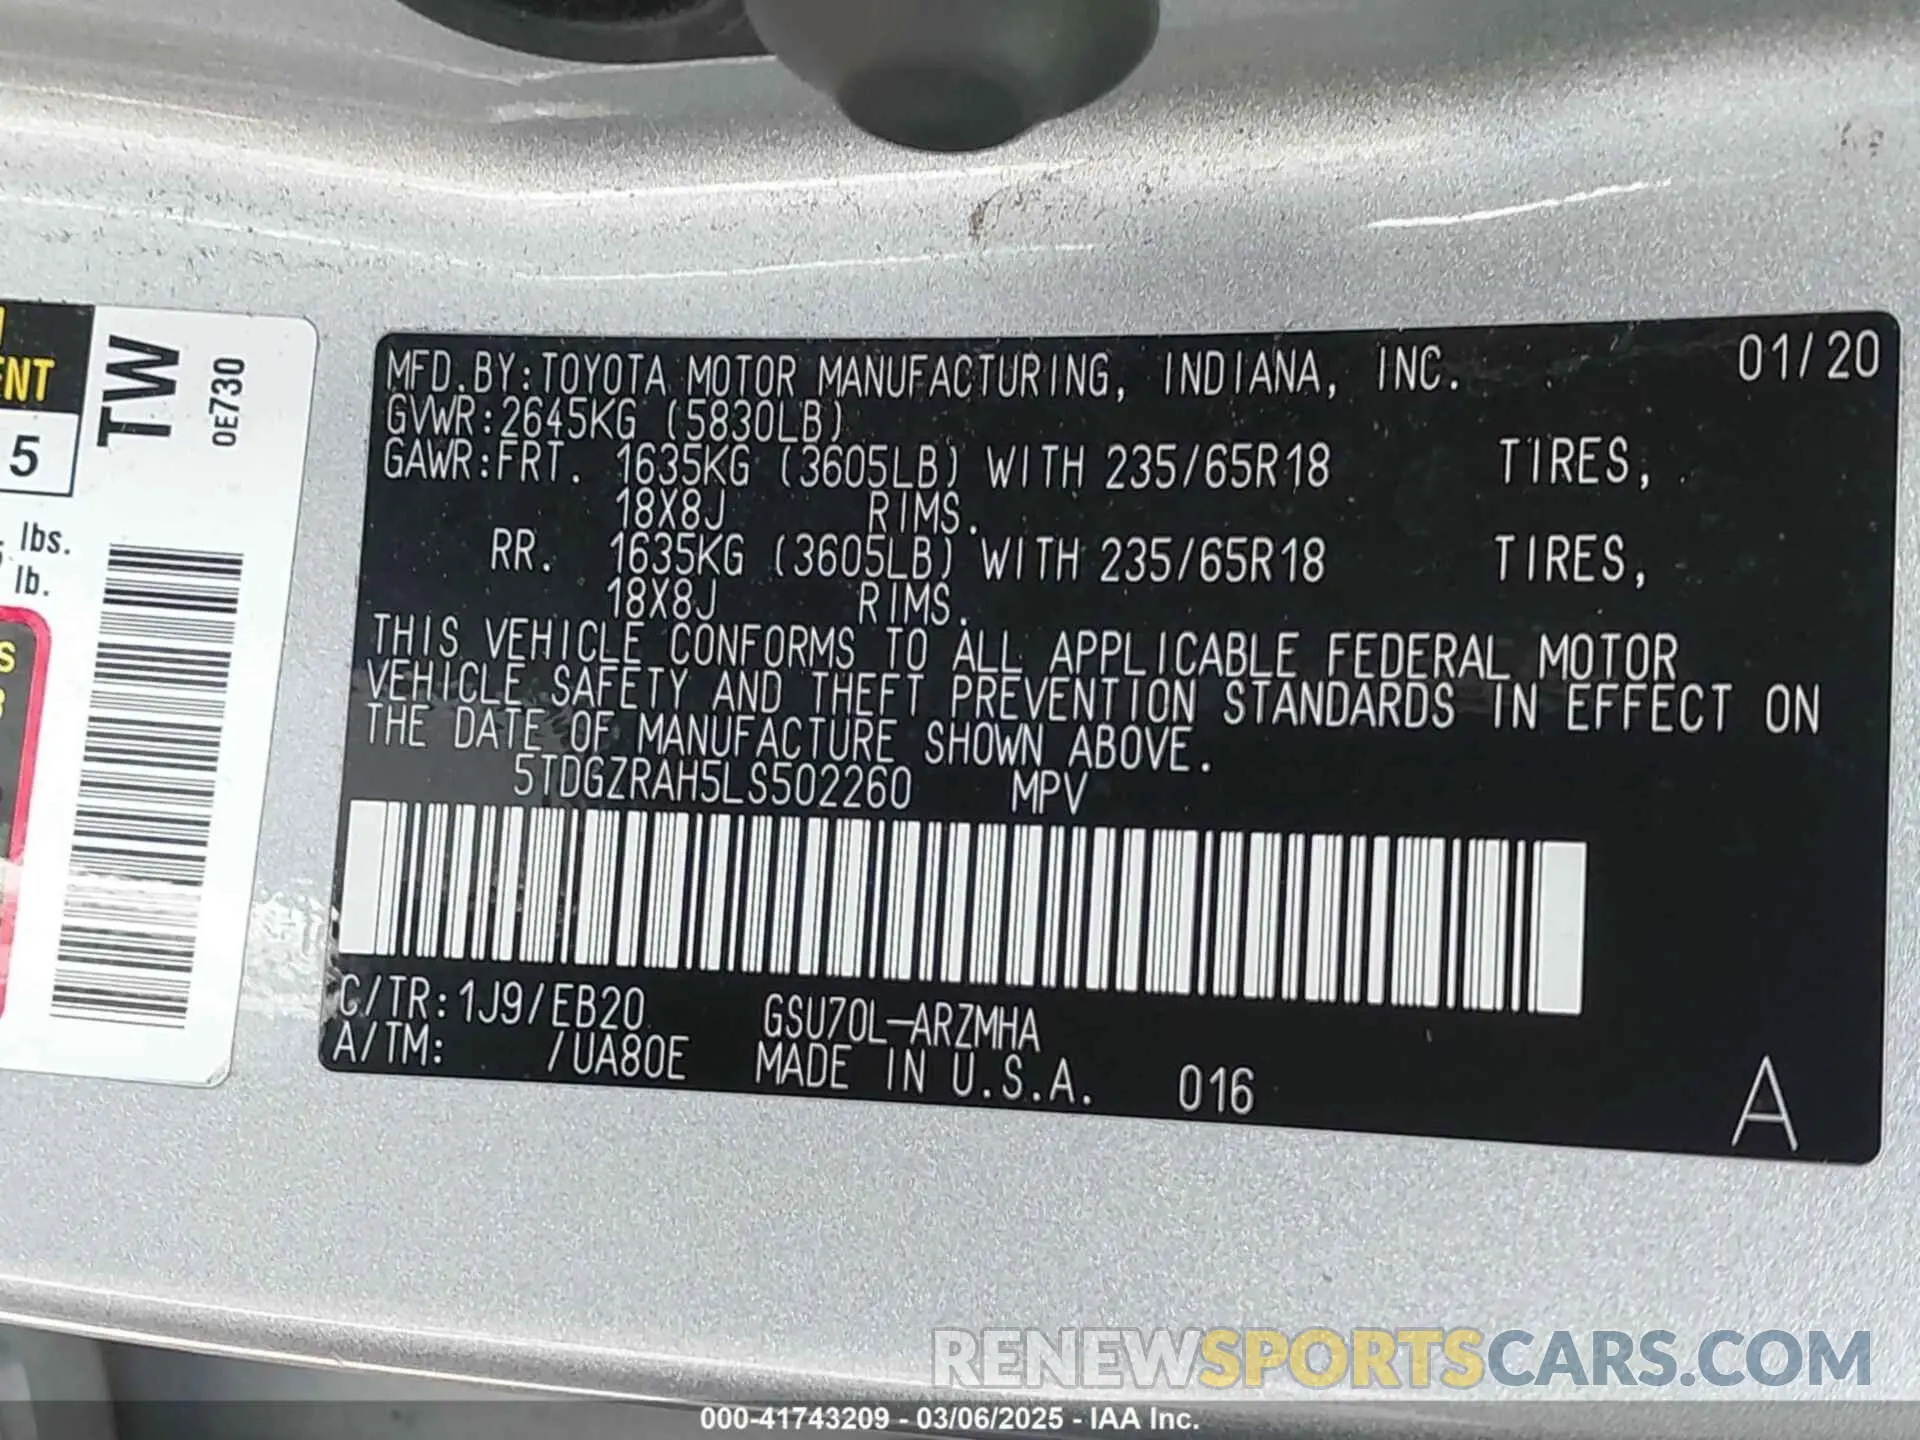 MFD.BY:TOYOTA MOTOR MANUFACTURING, INDIANA, INC. 01/20
GVWR:2645KG (5830LB)
GAWR:FRT. 1635KG (3605LB) WITH 235/65R18 TIRES,
18X8J RIMS.
RR. 1635KG (3605LB) WITH 235/65R18 TIRES,
18X8J RIMS.
THIS VEHICLE CONFORMS TO ALL APPLICABLE FEDERAL MOTOR
VEHICLE SAFETY AND THEFT PREVENTION STANDARDS IN EFFECT ON
THE DATE OF MANUFACTURE SHOWN ABOVE.
5TDGZRAH5LS502260 MPV
C/TR:1J9/EB20 GSU70L-ARZMHA
A/TM: /UA80E MADE IN U.S.A. 016 A
TW
0E730
5
lbs.
lb.
RENEWSPORTSCARS.COM
000-41743209 - 03/06/2025 - IAA Inc.